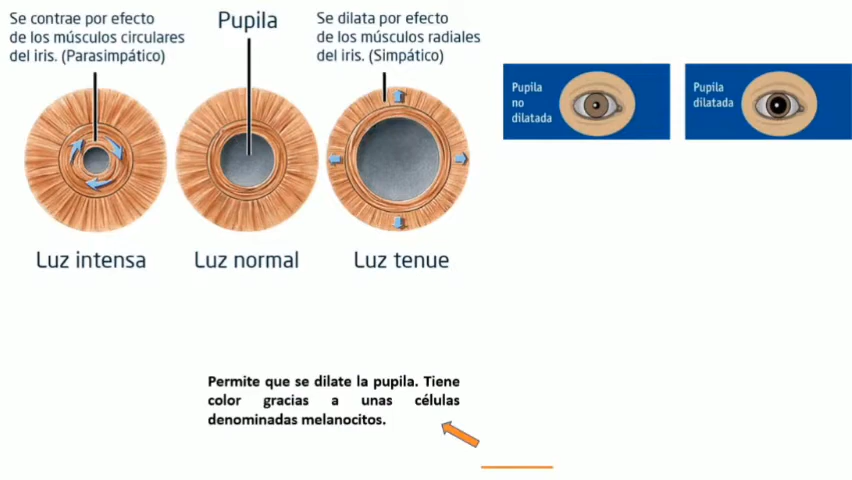 Se contrae por efecto
de los músculos circulares
del iris. (Parasimpático)
Pupila
Se dilata por efecto
de los músculos radiales
del iris. (Simpático)
Pupila
no
dilatada
Pupila
dilatada
Luz intensa
Luz normal
Luz tenue
Permite que se dilate la pupila. Tiene
color gracias a unas células
denominadas melanocitos.